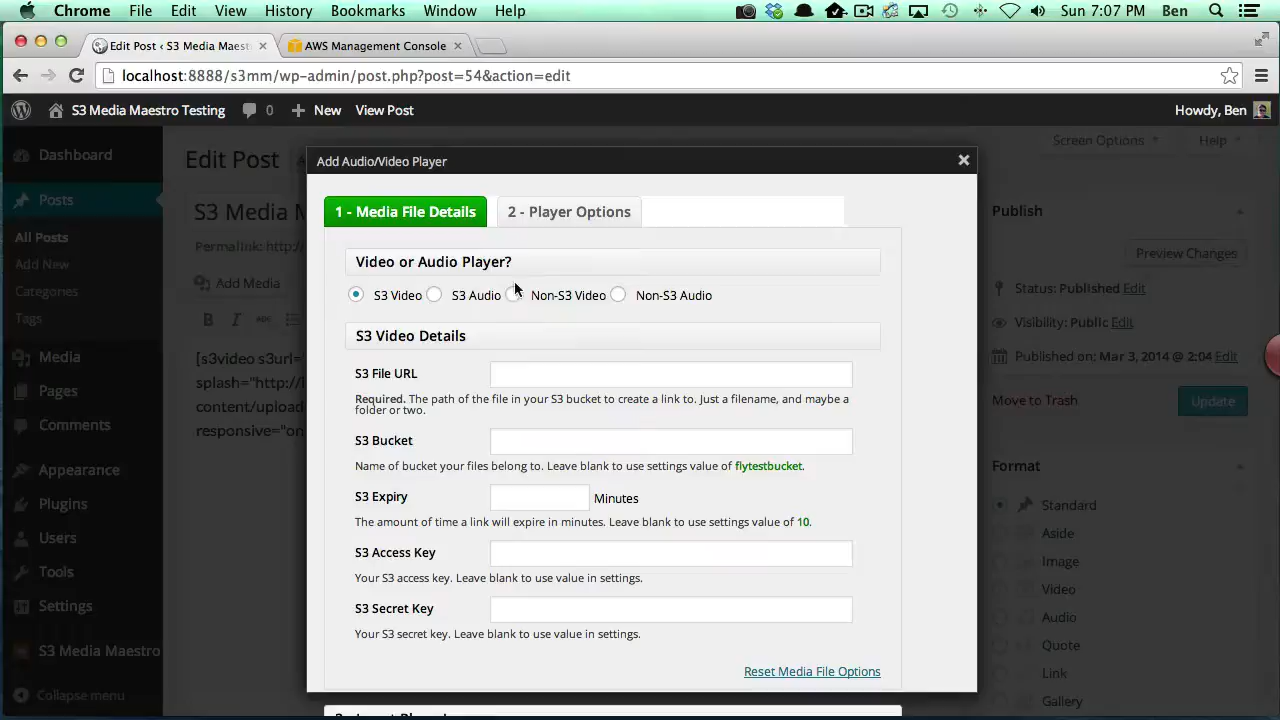 Chrome File Edit View History Bookmarks Window Help Sun 7:07 PM Ben
Edit Post ‹ S3 Media Maest AWS Management Console
localhost:8888/s3mm/wp-admin/post.php?post=54&action=edit
S3 Media Maestro Testing 0 New View Post Howdy, Ben
Dashboard
Posts
All Posts
Add New
Categories
Tags
Media
Pages
Comments
Appearance
Plugins
Users
Tools
Settings
S3 Media Maestro
Collapse menu
Edit Post
Screen Options Help
S3 Media M
Permalink: http:/
Add Media
B I ABC
[s3video s3url="
splash="http://l
content/upload
responsive="on
Add Audio/Video Player
1 - Media File Details 2 - Player Options
Video or Audio Player?
S3 Video S3 Audio Non-S3 Video Non-S3 Audio
S3 Video Details
S3 File URL
Required. The path of the file in your S3 bucket to create a link to. Just a filename, and maybe a
folder or two.
S3 Bucket
Name of bucket your files belong to. Leave blank to use settings value of flytestbucket.
S3 Expiry Minutes
The amount of time a link will expire in minutes. Leave blank to use settings value of 10.
S3 Access Key
Your S3 access key. Leave blank to use value in settings.
S3 Secret Key
Your S3 secret key. Leave blank to use value in settings.
Reset Media File Options
Publish
Preview Changes
Status: Published Edit
Visibility: Public Edit
Published on: Mar 3, 2014 @ 2:04 Edit
Move to Trash Update
Format
Standard
Aside
Image
Video
Audio
Quote
Link
Gallery